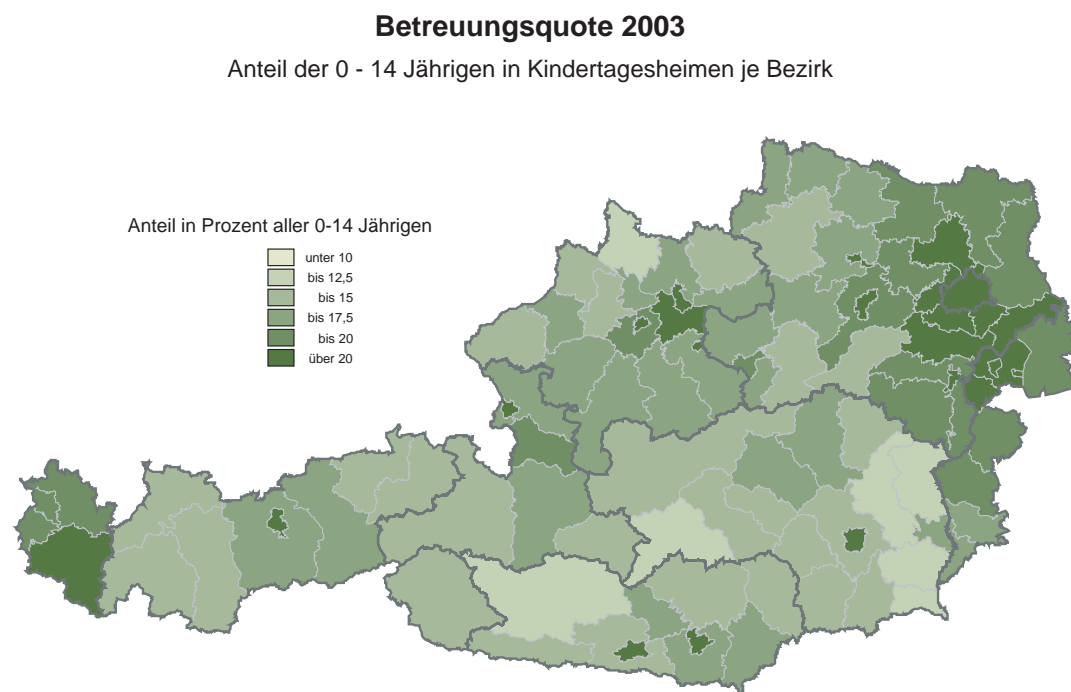 Betreuungsquote 2003
Anteil der 0 - 14 Jährigen in Kindertagesheimen je Bezirk
Anteil in Prozent aller 0-14 Jährigen
unter 10
bis 12,5
bis 15
bis 17,5
bis 20
über 20